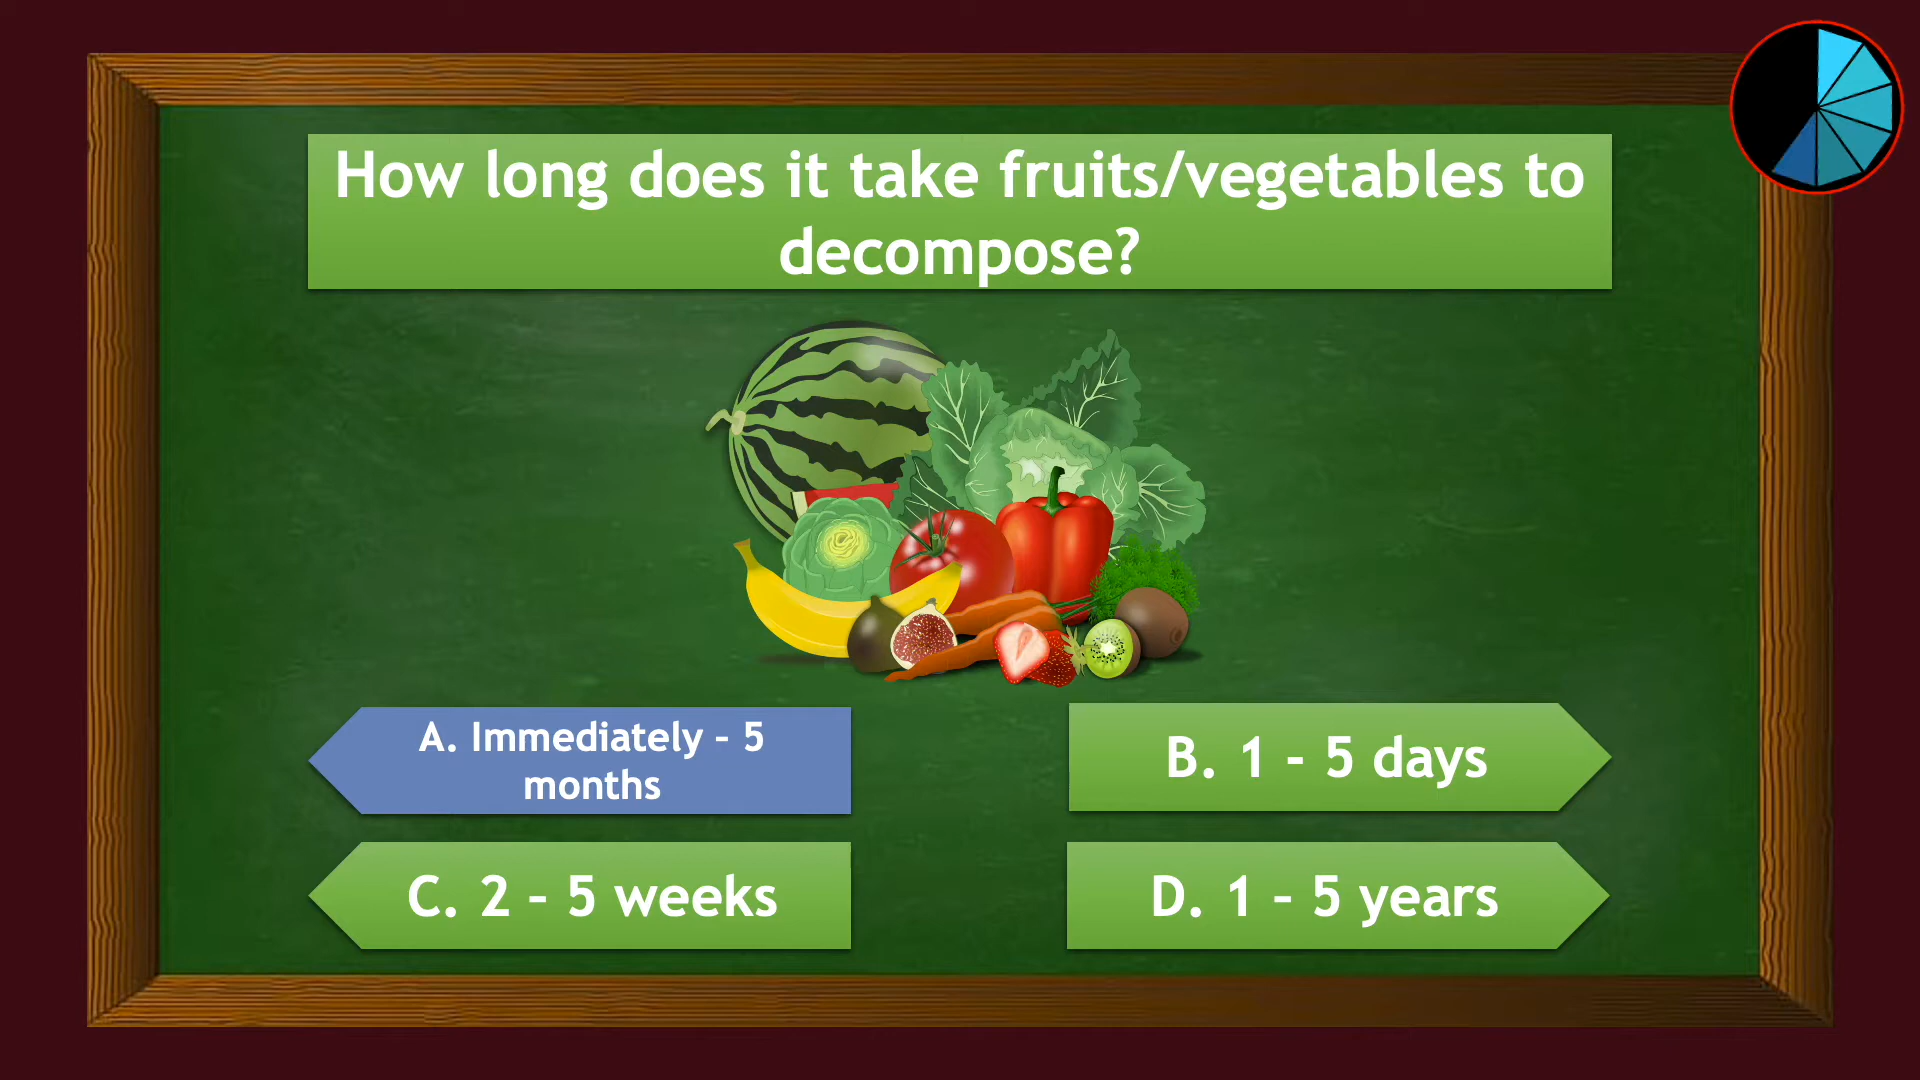 How long does it take fruits/vegetables to
decompose?
A. Immediately – 5
months
B. 1 – 5 days
C. 2 – 5 weeks
D. 1 – 5 years